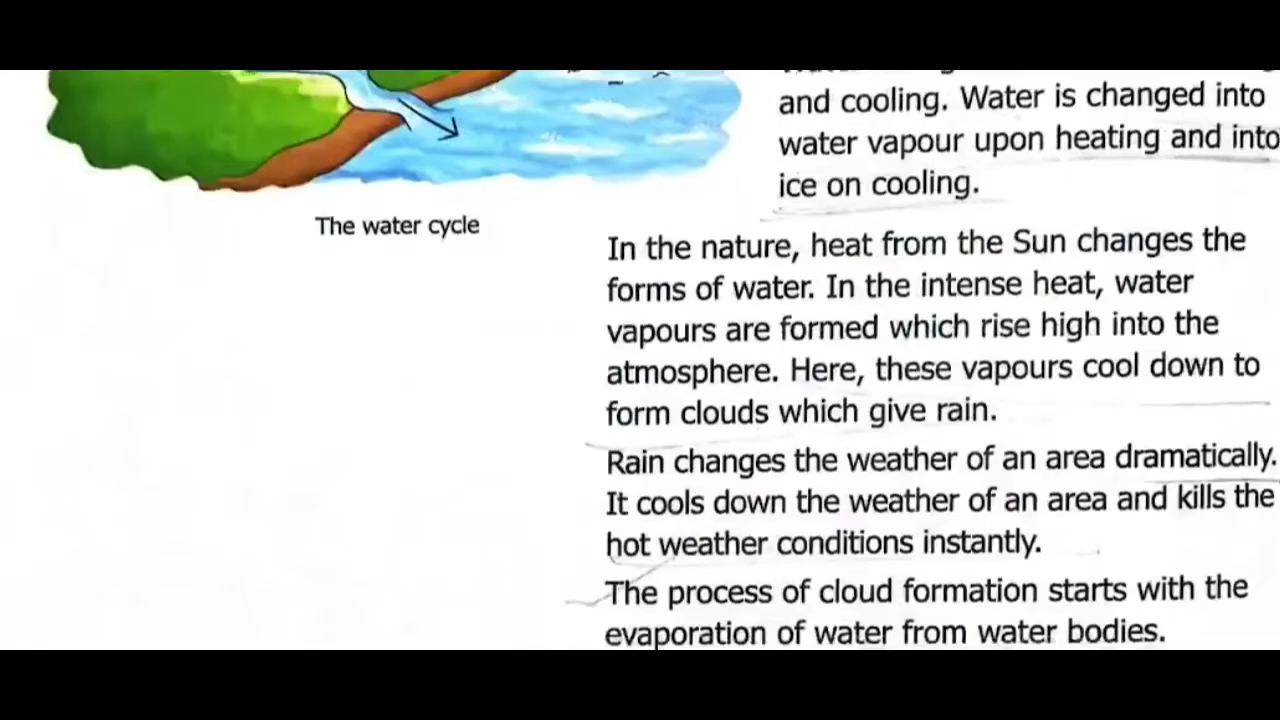 and cooling. Water is changed into
water vapour upon heating and into
ice on cooling.
The water cycle
In the nature, heat from the Sun changes the
forms of water. In the intense heat, water
vapours are formed which rise high into the
atmosphere. Here, these vapours cool down to
form clouds which give rain.
Rain changes the weather of an area dramatically.
It cools down the weather of an area and kills the
hot weather conditions instantly.
The process of cloud formation starts with the
evaporation of water from water bodies.